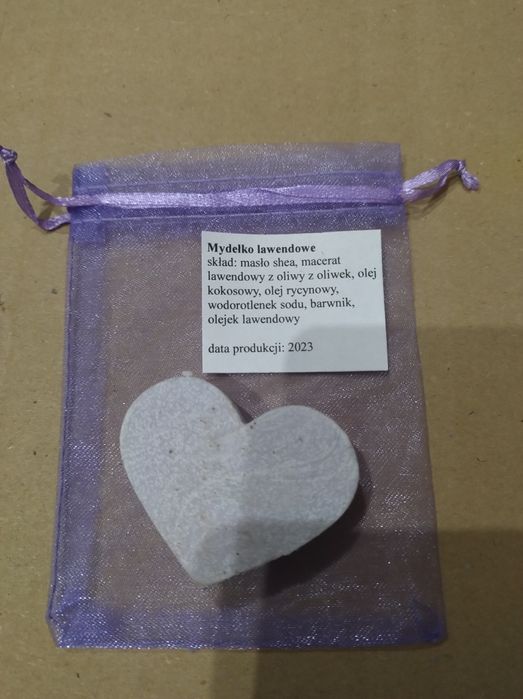 Mydełko lawendowe
skład: masło shea, macerat
lawendowy z oliwy z oliwek, olej
kokosowy, olej rycynowy,
wodorotlenek sodu, barwnik,
olejek lawendowy
data produkcji: 2023